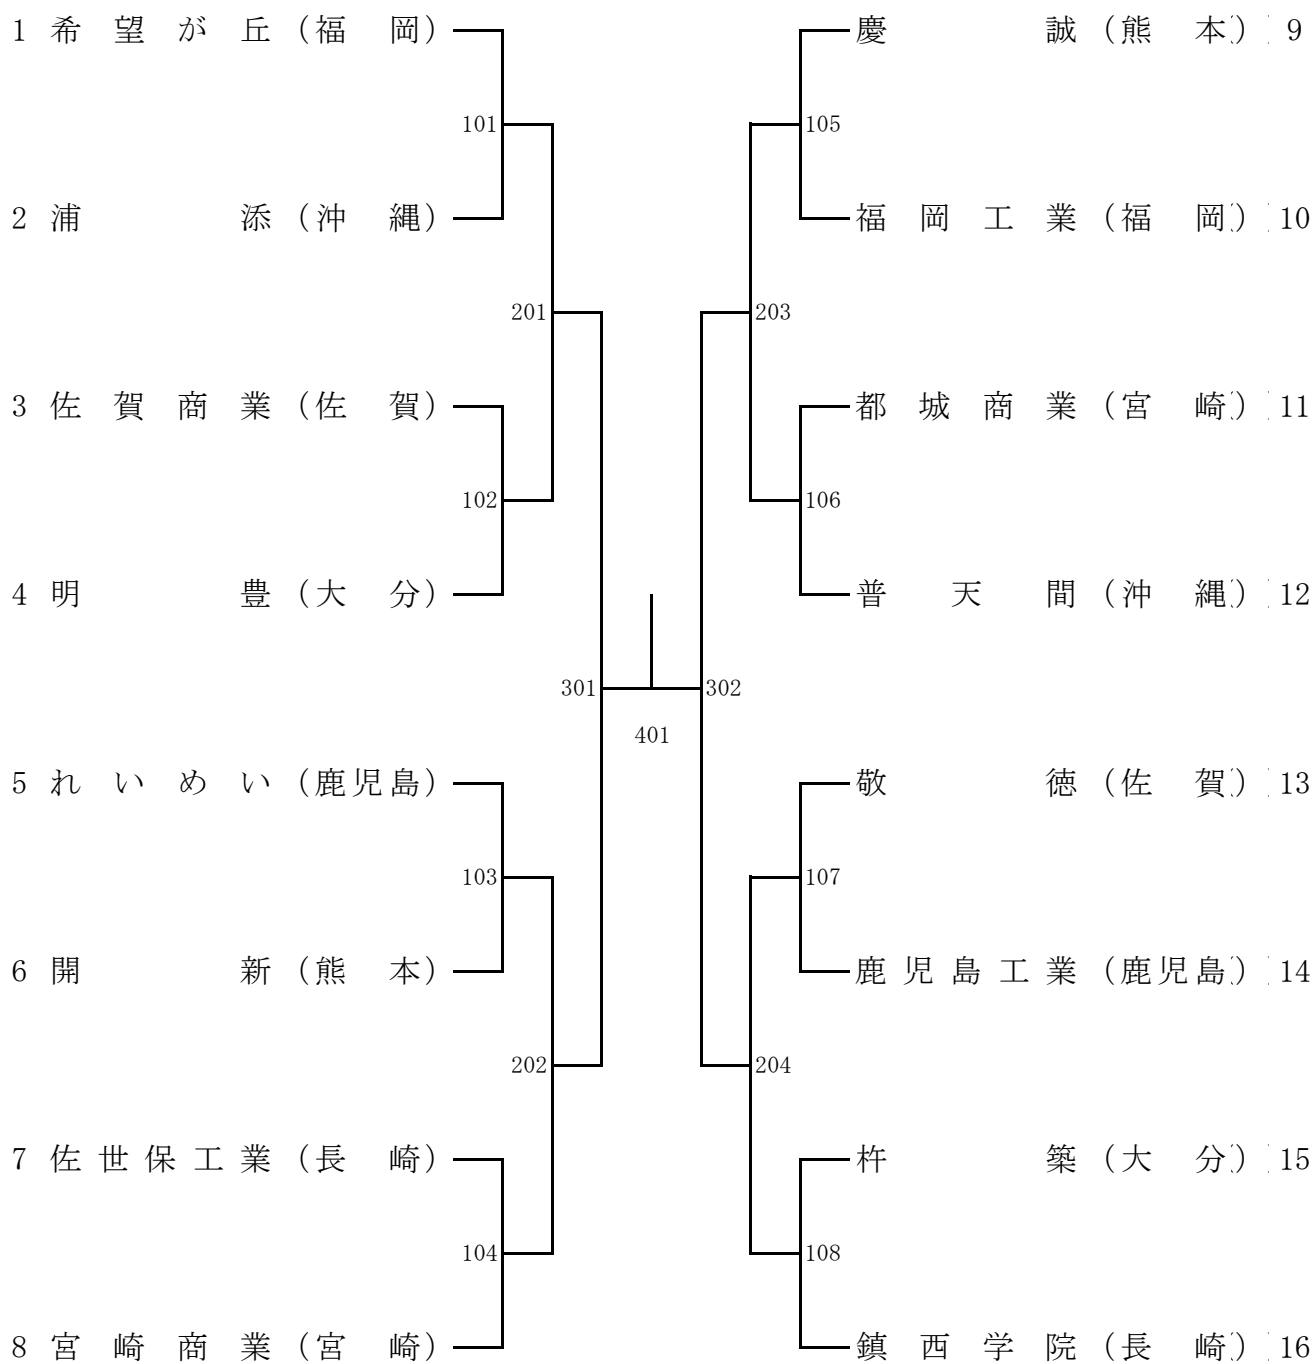 1 希望が丘（福岡）
101
2 浦添（沖縄）
201
3 佐賀商業（佐賀）
102
4 明豊（大分）
301
5 れいめい（鹿児島）
103
6 開新（熊本）
202
7 佐世保工業（長崎）
104
8 宮崎商業（宮崎）
401
慶誠（熊本） 9
105
福岡工業（福岡） 10
203
都城商業（宮崎） 11
106
普天間（沖縄） 12
302
敬徳（佐賀） 13
107
鹿児島工業（鹿児島） 14
204
杵築（大分） 15
108
鎮西学院（長崎） 16